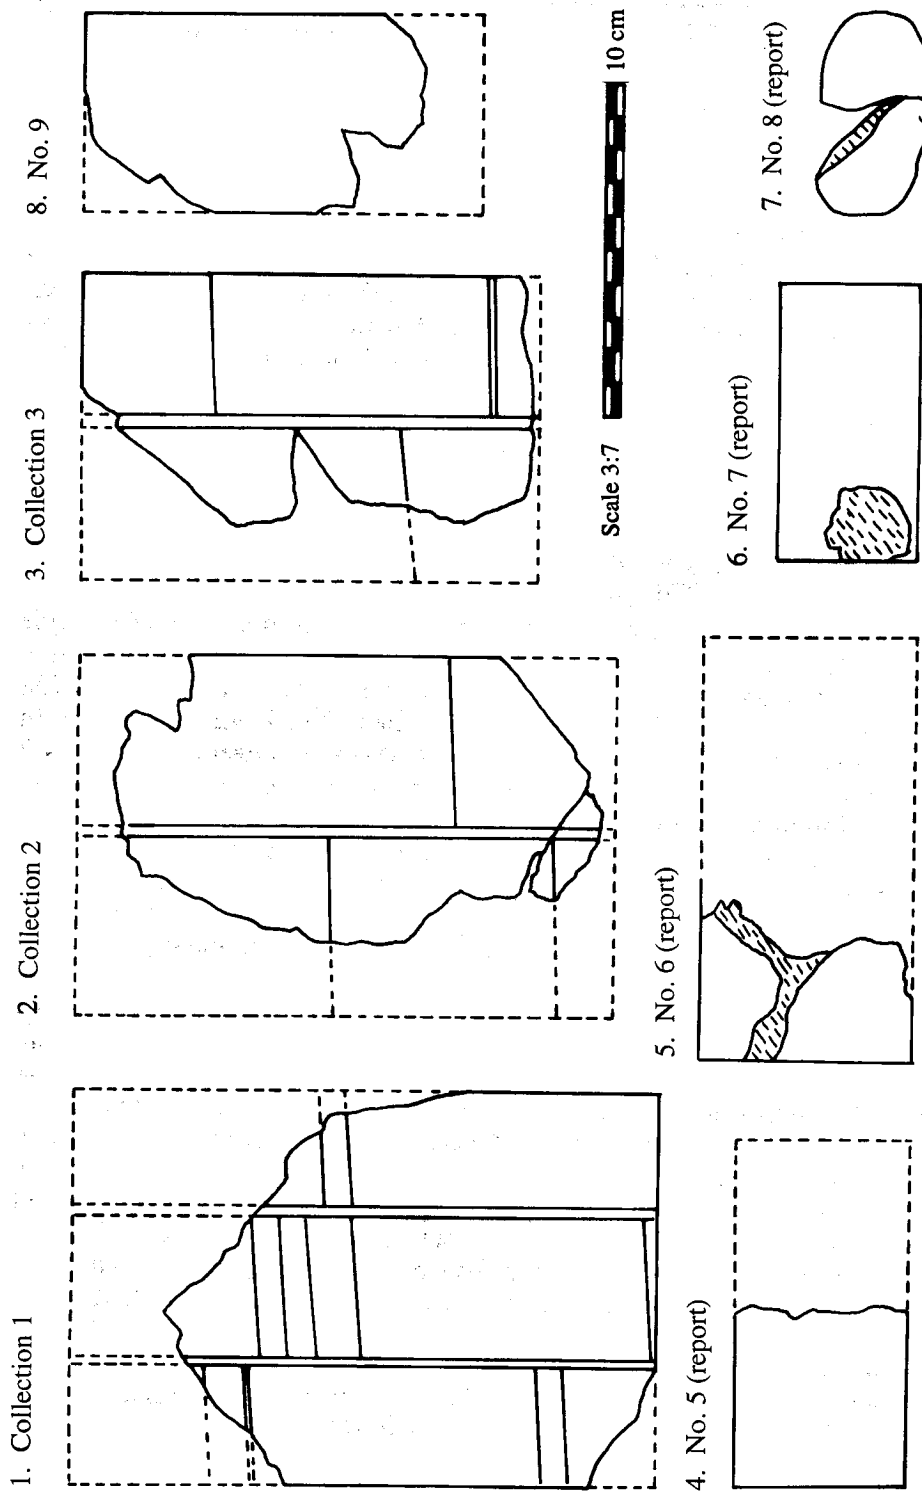 1. Collection 1
2. Collection 2
3. Collection 3
8. No. 9
Scale 3:7
10 cm
4. No. 5 (report)
5. No. 6 (report)
6. No. 7 (report)
7. No. 8 (report)